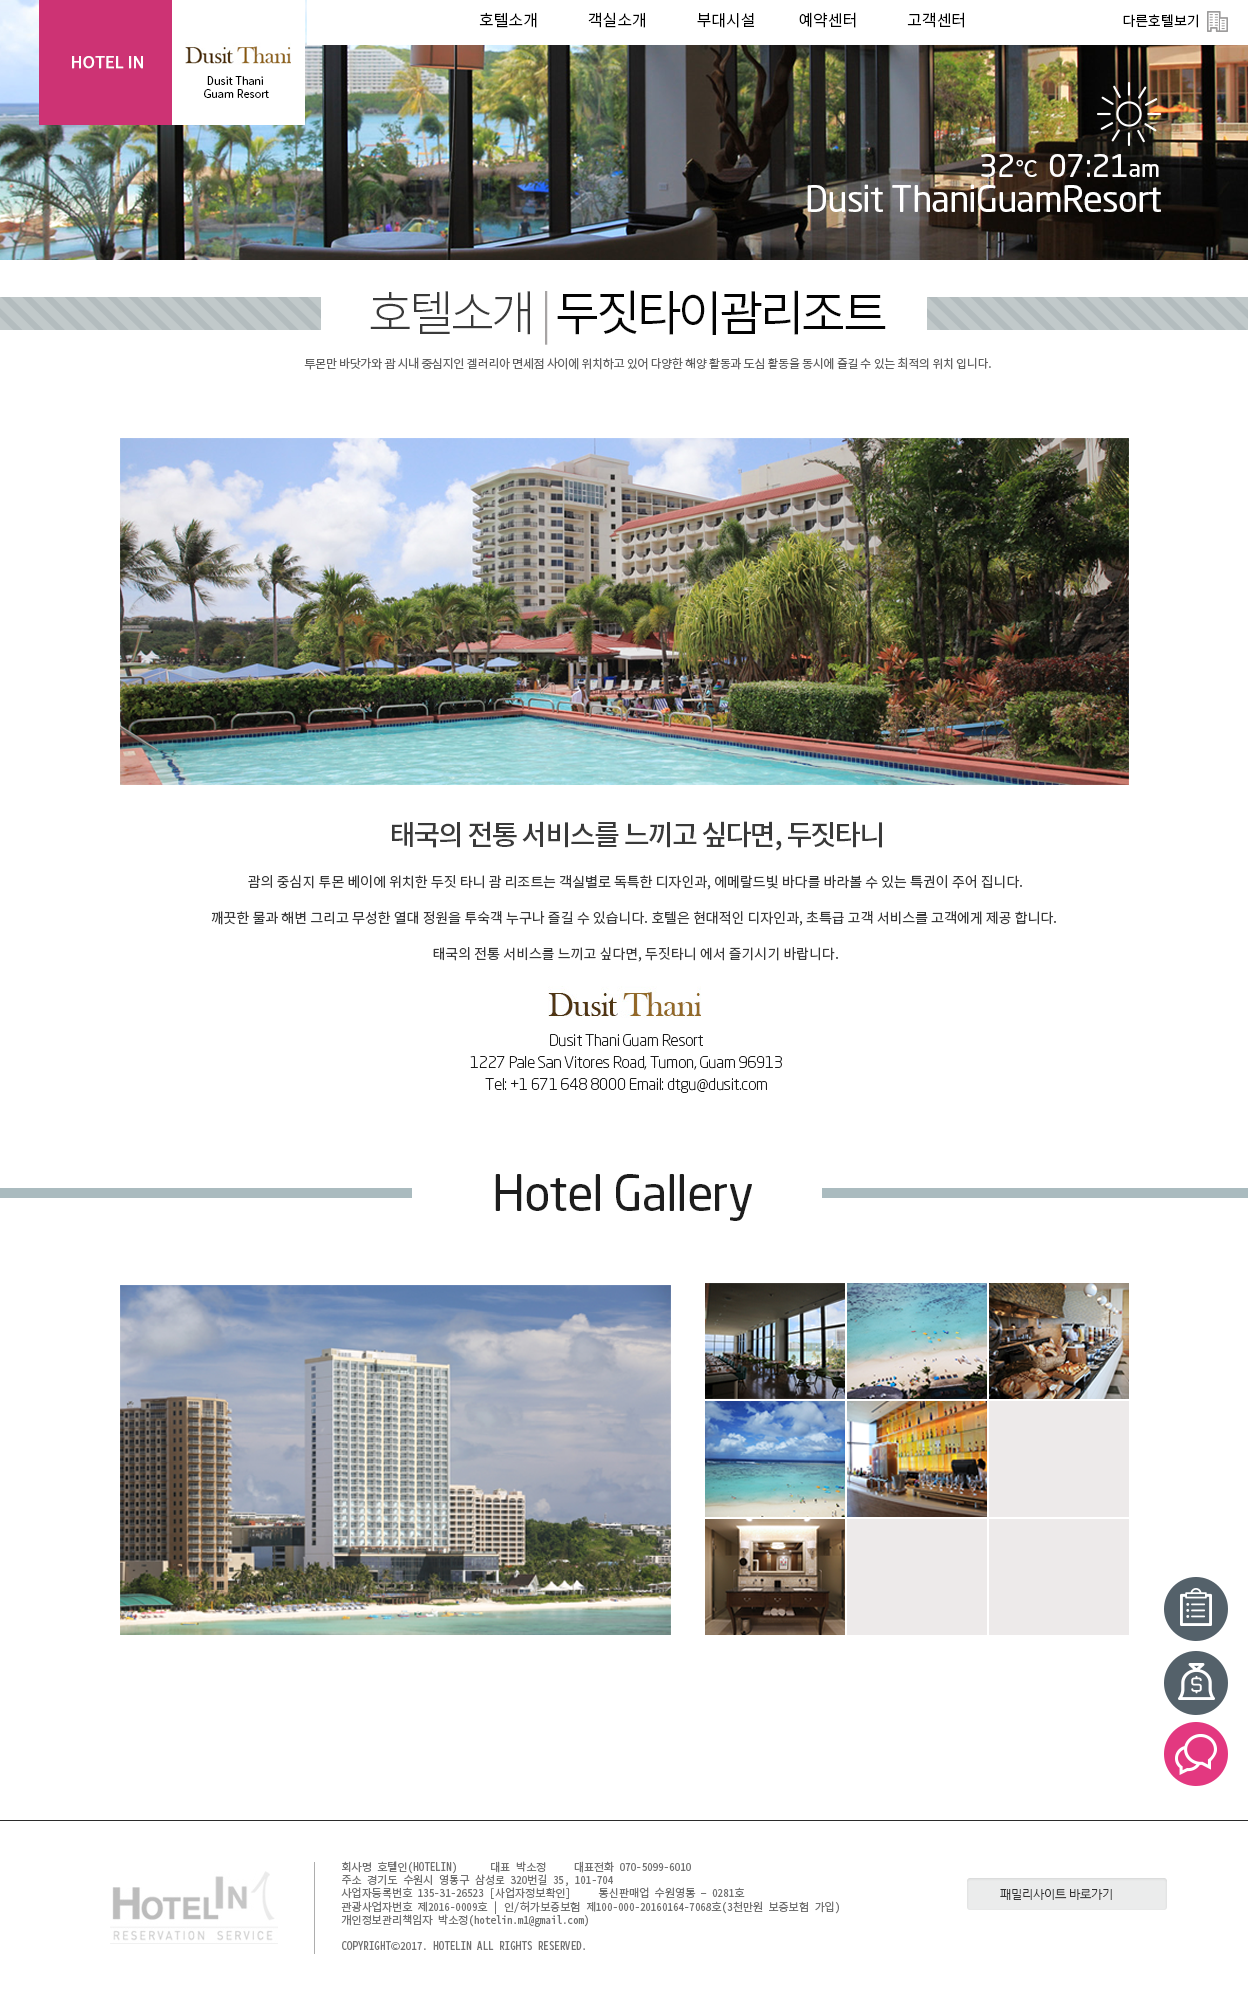 호텔소개 객실소개 부대시설 예약센터 고객센터 다른호텔보기
HOTEL IN
Dusit Thani
Dusit Thani
Guam Resort
32°C 07:21am
Dusit ThaniGuamResort
호텔소개 | 두짓타이괌리조트
투몬만 바닷가와 괌 시내 중심지인 겔러리아 면세점 사이에 위치하고 있어 다양한 해양 활동과 도심 활동을 동시에 즐길 수 있는 최적의 위치 입니다.
태국의 전통 서비스를 느끼고 싶다면, 두짓타니
괌의 중심지 투몬 베이에 위치한 두짓 타니 괌 리조트는 객실별로 독특한 디자인과, 에메랄드빛 바다를 바라볼 수 있는 특권이 주어 집니다.
깨끗한 물과 해변 그리고 무성한 열대 정원을 투숙객 누구나 즐길 수 있습니다. 호텔은 현대적인 디자인과, 초특급 고객 서비스를 고객에게 제공 합니다.
태국의 전통 서비스를 느끼고 싶다면, 두짓타니 에서 즐기시기 바랍니다.
Dusit Thani
Dusit Thani Guam Resort
1227 Pale San Vitores Road, Tumon, Guam 96913
Tel: +1 671 648 8000 Email: dtgu@dusit.com
Hotel Gallery
HOTELIN
RESERVATION SERVICE
회사명 호텔인(HOTELIN) 대표 박소정 대표전화 070-5099-6010
주소 경기도 수원시 영통구 삼성로 320번길 35, 101-704
사업자등록번호 135-31-26523 [사업자정보확인] 통신판매업 수원영통 - 0281호
관광사업자번호 제2016-0009호 | 인/허가보증보험 제100-000-20160164-7068호(3천만원 보증보험 가입)
개인정보관리책임자 박소정(hotelin.m1@gmail.com)
COPYRIGHT©2017. HOTELIN ALL RIGHTS RESERVED.
패밀리사이트 바로가기